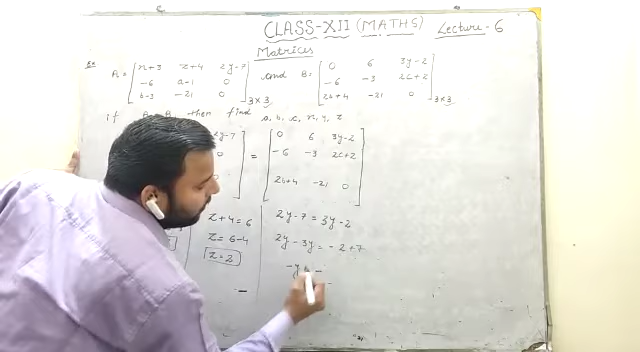 CLASS-XII (MATHS) Lecture-6
Matrices
Ex A = [ x+3 z+4 2y-7 and B = [ 0 6 3y-2
-6 a-1 0 -6 -3 2c+2
b-3 -21 0 ] 3×3 2b+4 -21 0 ] 3×3
if A = B, then find a, b, c, x, y, z
2y-7 0 6 3y-2
0 = -6 -3 2c+2
0 2b+4 -21 0
z+4 = 6 2y-7 = 3y-2
z = 6-4 2y-3y = -2+7
z = 2 -y = -